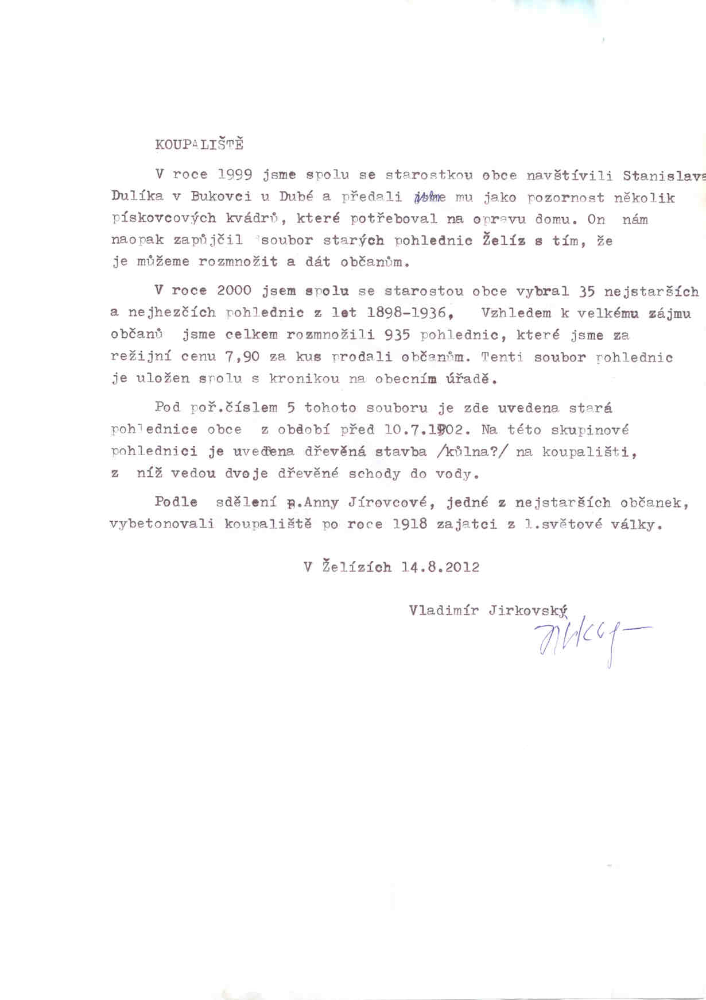 KOUPALIŠTĚ
V roce 1999 jsme spolu se starostkou obce navštívili Stanislava
Dulíka v Bukovci u Dubé a předali jsme mu jako pozornost několik
pískovcových kvádrů, které potřeboval na opravu domu. On nám
naopak zapůjčil soubor starých pohlednic Želíz s tím, že
je můžeme rozmnožit a dát občanům.
V roce 2000 jsem spolu se starostou obce vybral 35 nejstarších
a nejhezčích pohlednic z let 1898-1936, Vzhledem k velkému zájmu
občanů jsme celkem rozmnožili 935 pohlednic, které jsme za
režijní cenu 7,90 za kus prodali občanům. Tenti soubor pohlednic
je uložen spolu s kronikou na obecním úřadě.
Pod poř.číslem 5 tohoto souboru je zde uvedena stará
pohlednice obce z období před 10.7.1902. Na této skupinové
pohlednici je uvedena dřevěná stavba /kůlna?/ na koupališti,
z níž vedou dvoje dřevěné schody do vody.
Podle sdělení p.Anny Jírovcové, jedné z nejstarších občanek,
vybetonovali koupaliště po roce 1918 zajatci z 1.světové války.
V Želízích 14.8.2012
Vladimír Jirkovský